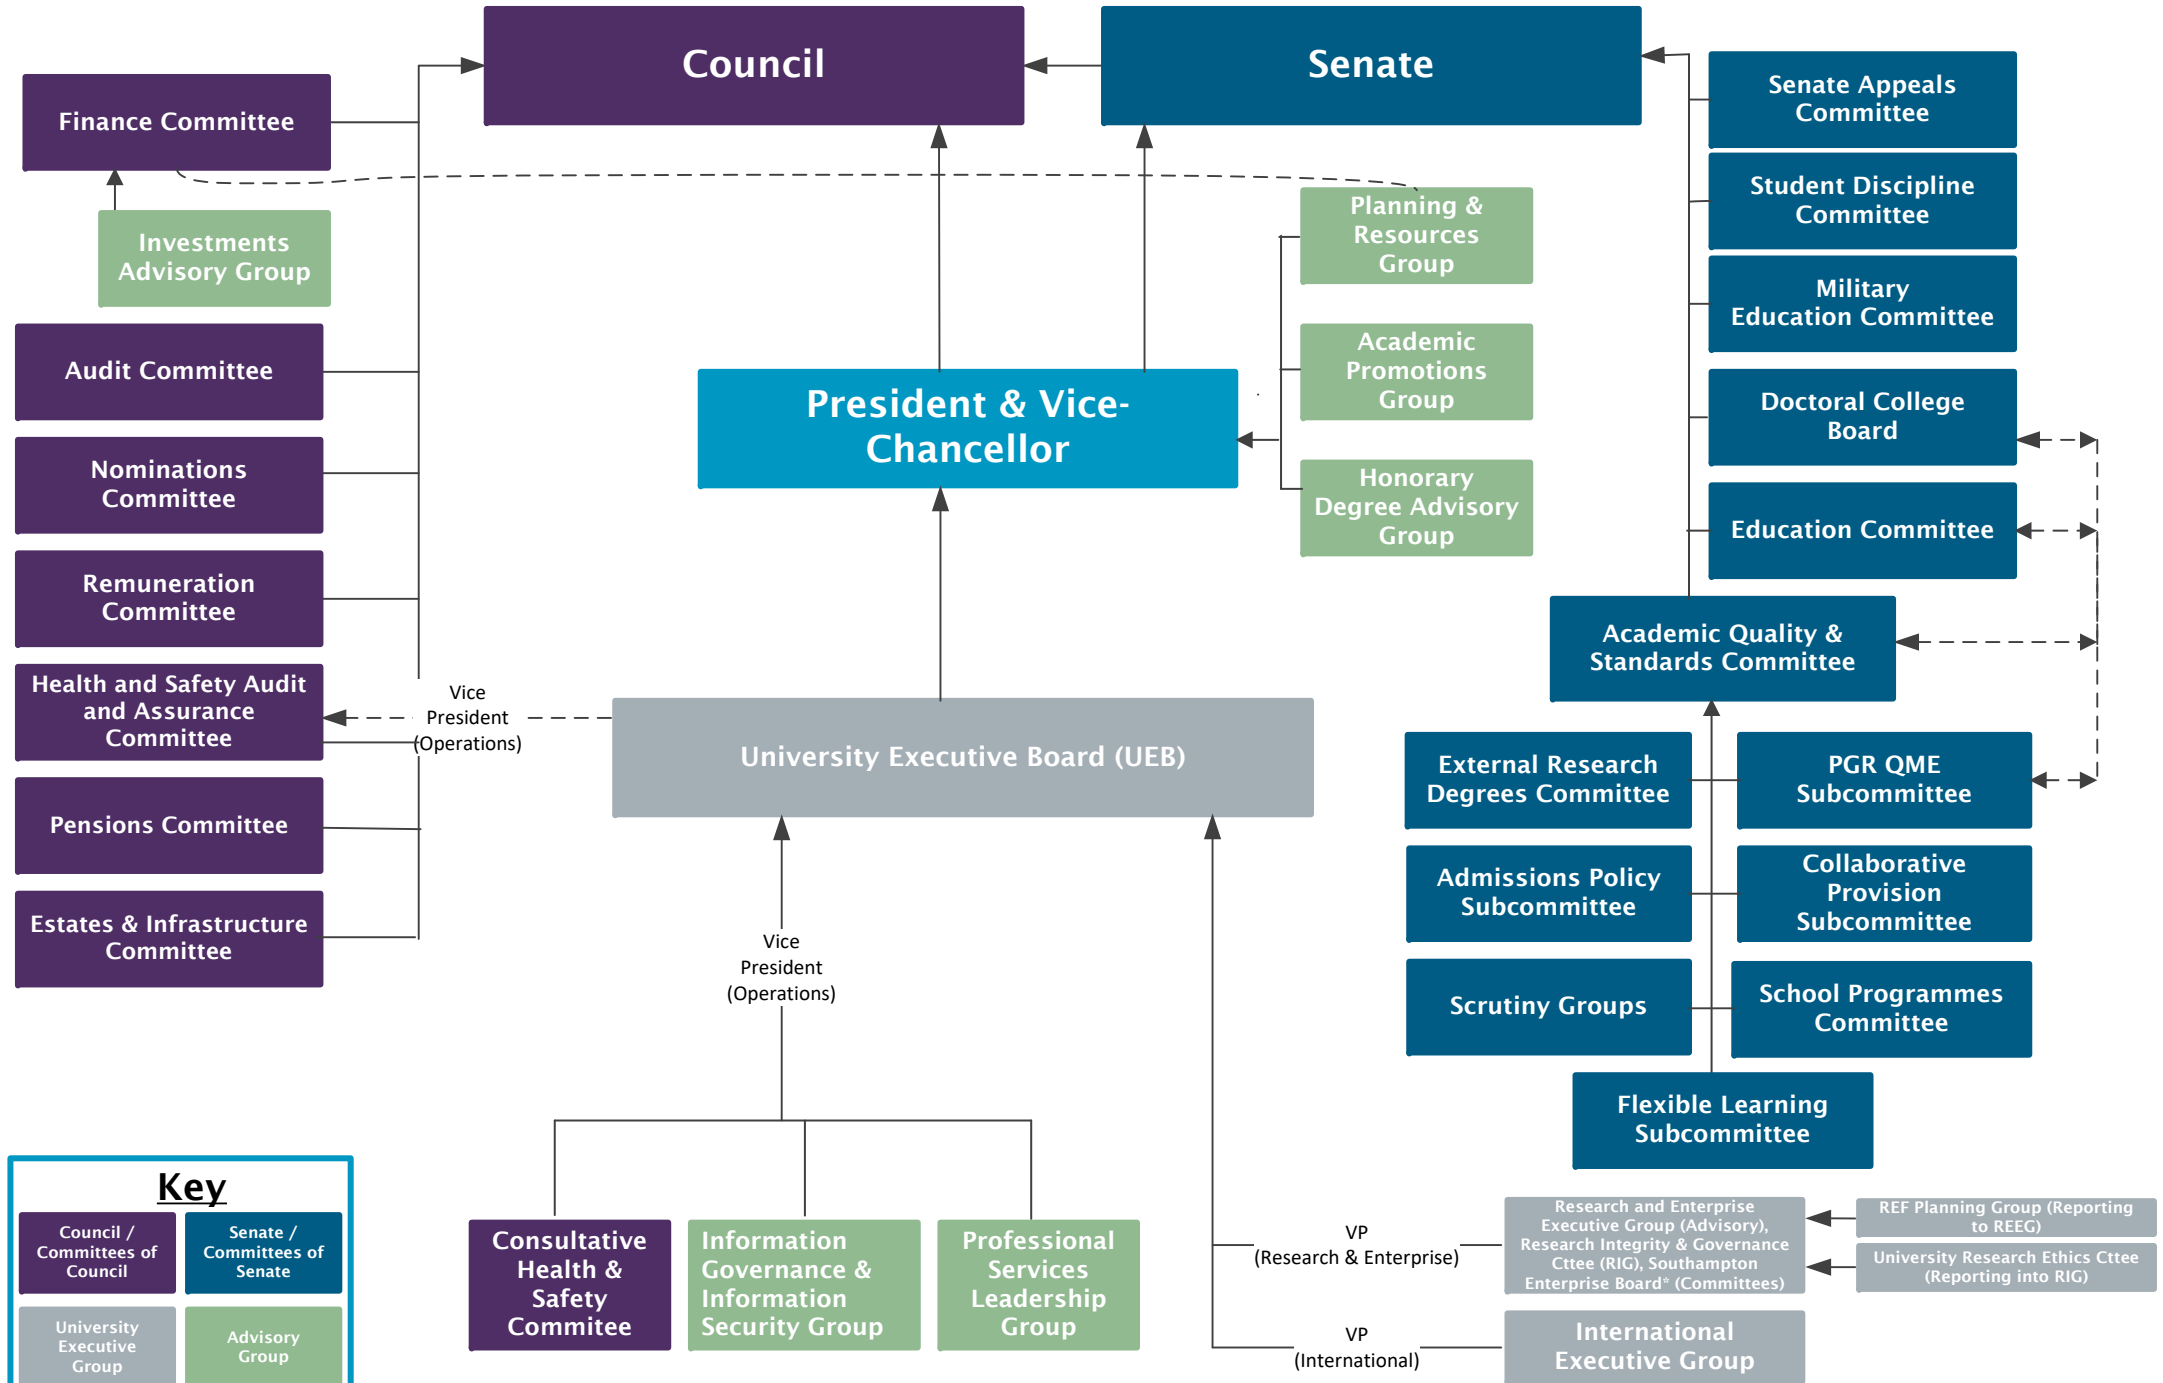 Council
Senate
Finance Committee
Investments
Advisory Group
Audit Committee
Nominations
Committee
Remuneration
Committee
Health and Safety Audit
and Assurance
Committee
Pensions Committee
Estates & Infrastructure
Committee
Vice
President
(Operations)
President & Vice-
Chancellor
Planning &
Resources
Group
Academic
Promotions
Group
Honorary
Degree Advisory
Group
University Executive Board (UEB)
Senate Appeals
Committee
Student Discipline
Committee
Military
Education Committee
Doctoral College
Board
Education Committee
Academic Quality &
Standards Committee
External Research
Degrees Committee
PGR QME
Subcommittee
Admissions Policy
Subcommittee
Collaborative
Provision
Subcommittee
Scrutiny Groups
School Programmes
Committee
Flexible Learning
Subcommittee
Vice
President
(Operations)
Consultative
Health &
Safety
Commitee
Information
Governance &
Information
Security Group
Professional
Services
Leadership
Group
VP
(Research & Enterprise)
Research and Enterprise
Executive Group (Advisory),
Research Integrity & Governance
Cttee (RIG), Southampton
Enterprise Board* (Committees)
REF Planning Group (Reporting
to REEG)
University Research Ethics Cttee
(Reporting into RIG)
VP
(International)
International
Executive Group
Key
Council /
Committees of
Council
Senate /
Committees of
Senate
University
Executive
Group
Advisory
Group